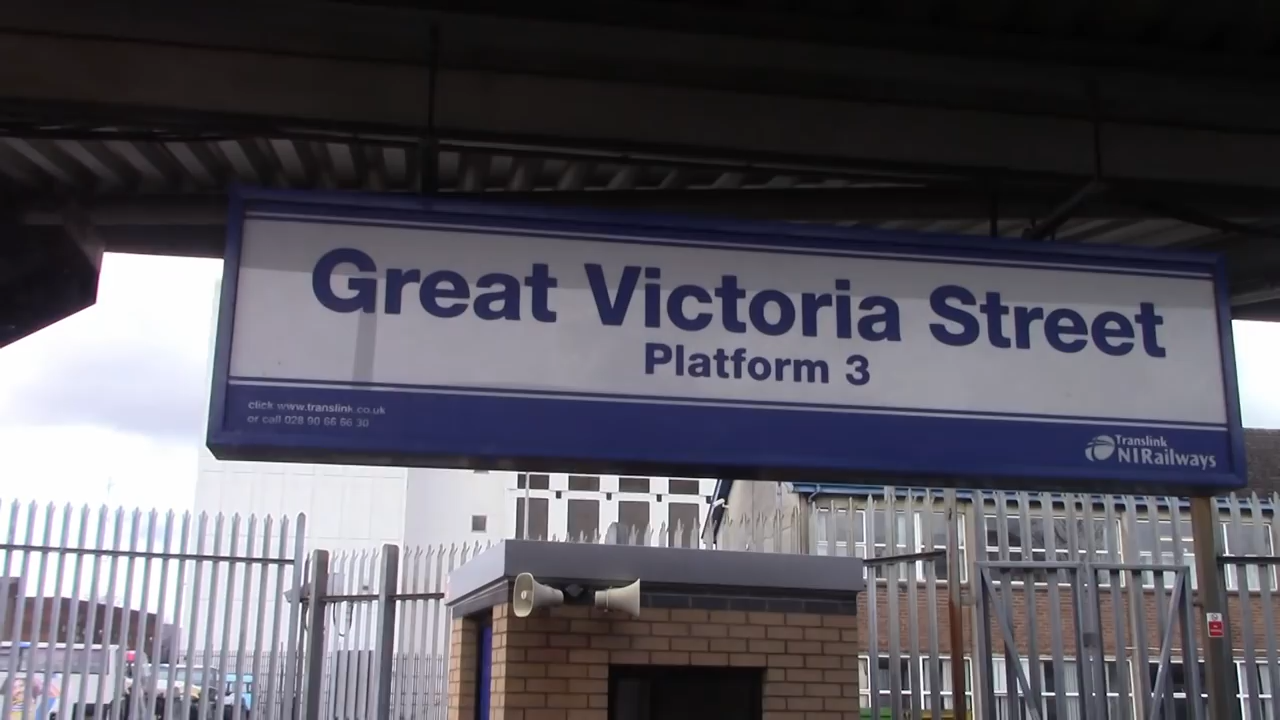 Great Victoria Street
Platform 3
click www.translink.co.uk
or call 028 90 66 66 30
Translink
NIRailways